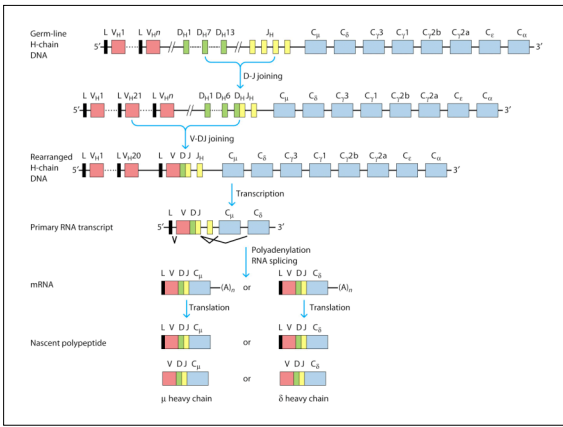 Germ-line H-chain DNA
L VH1 L VHn DH1 DH7 DH13 JH Cμ Cδ Cγ3 Cγ1 Cγ2b Cγ2a Cε Cα
5′ 3′
D-J joining
L VH1 L VH21 L VHn DH1 DH6 DH JH Cμ Cδ Cγ3 Cγ1 Cγ2b Cγ2a Cε Cα
5′ 3′
V-DJ joining
Rearranged H-chain DNA
L VH1 L VH20 L V D J JH Cμ Cδ Cγ3 Cγ1 Cγ2b Cγ2a Cε Cα
5′ 3′
Transcription
L V D J Cμ Cδ
Primary RNA transcript 5′ 3′
Polyadenylation
RNA splicing
L V D J Cμ L V D J Cδ
mRNA (A)n or (A)n
Translation Translation
L V D J Cμ L V D J Cδ
Nascent polypeptide or
V D J Cμ V D J Cδ
or
μ heavy chain δ heavy chain